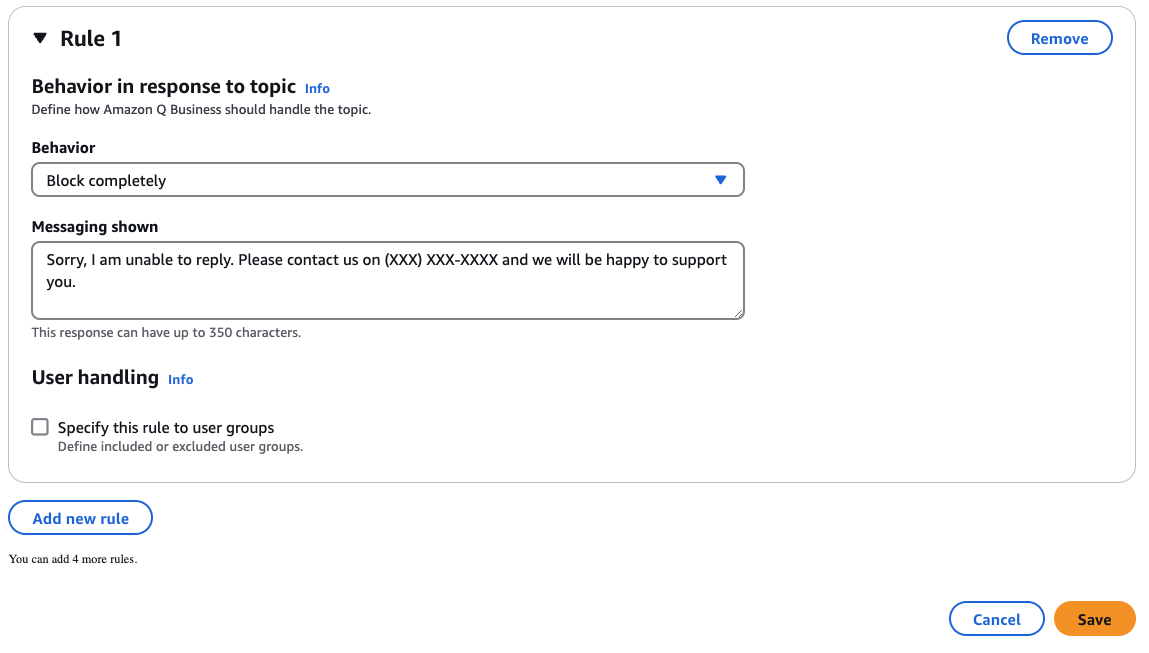 Rule 1
Remove
Behavior in response to topic Info
Define how Amazon Q Business should handle the topic.
Behavior
Block completely
Messaging shown
Sorry, I am unable to reply. Please contact us on (XXX) XXX-XXXX and we will be happy to support
you.
This response can have up to 350 characters.
User handling Info
Specify this rule to user groups
Define included or excluded user groups.
Add new rule
You can add 4 more rules.
Cancel
Save